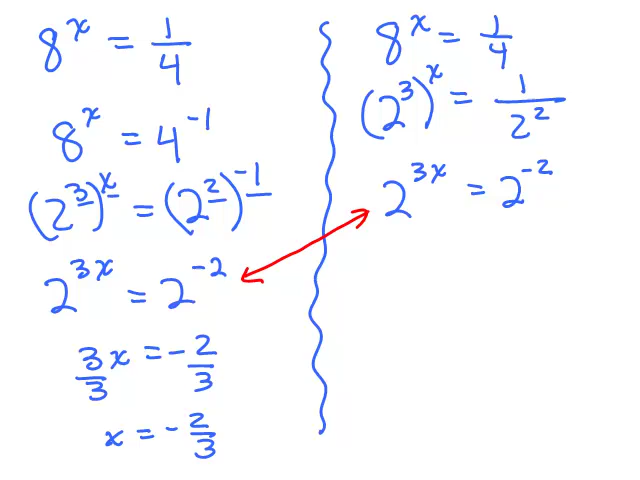 8^x = 1/4
8^x = 4^-1
(2^3)^x = (2^2)^-1
2^3x = 2^-2
3/3 x = -2/3
x = -2/3
8^x = 1/4
(2^3)^x = 1/2^2
2^3x = 2^-2